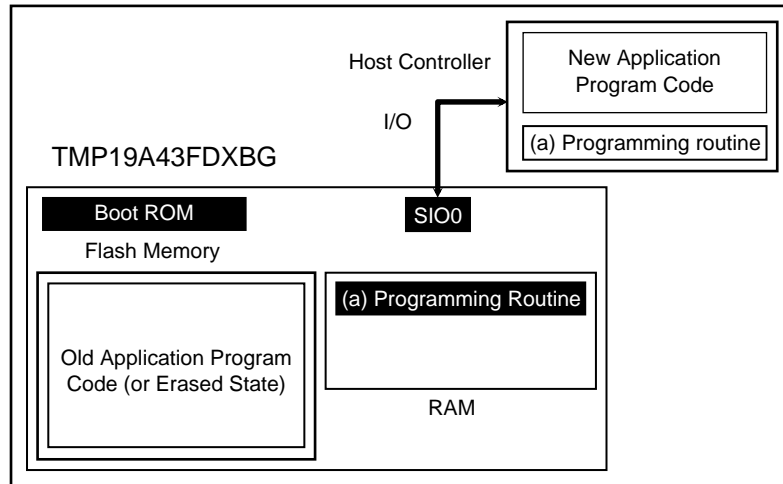 Host Controller
New Application
Program Code
(a) Programming routine
I/O
TMP19A43FDXBG
Boot ROM
SIO0
Flash Memory
Old Application Program
Code (or Erased State)
(a) Programming Routine
RAM